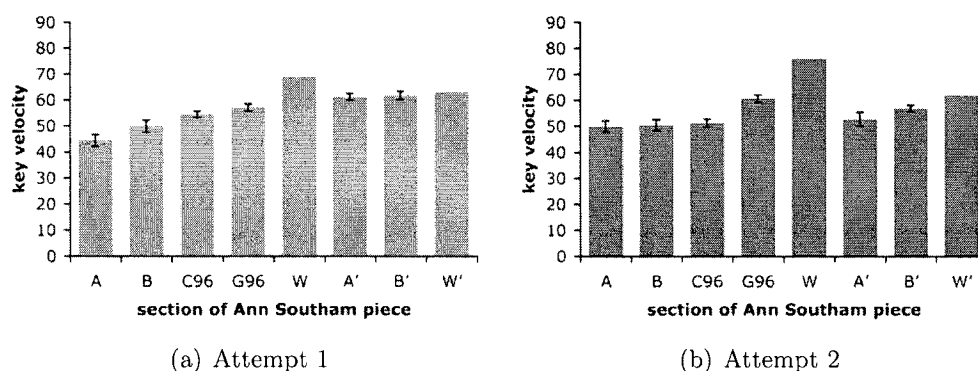 90
80
70
60
50
40
30
20
10
0
key velocity
A B C96 G96 W A' B' W'
section of Ann Southam piece
(a) Attempt 1
90
80
70
60
50
40
30
20
10
0
key velocity
A B C96 G96 W A' B' W'
section of Ann Southam piece
(b) Attempt 2